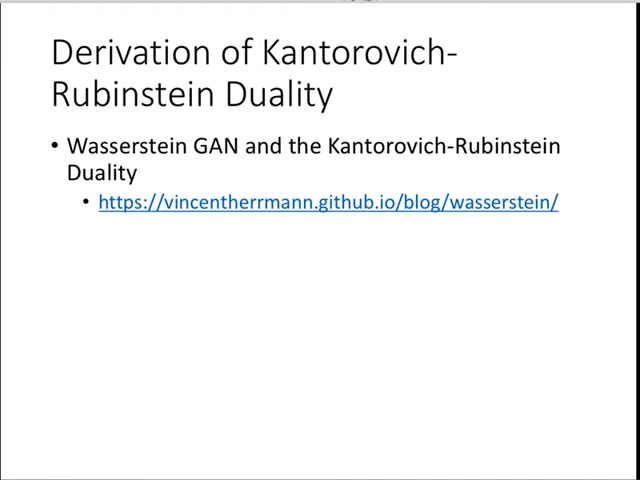 Derivation of Kantorovich-
Rubinstein Duality
• Wasserstein GAN and the Kantorovich-Rubinstein
Duality
• https://vincentherrmann.github.io/blog/wasserstein/